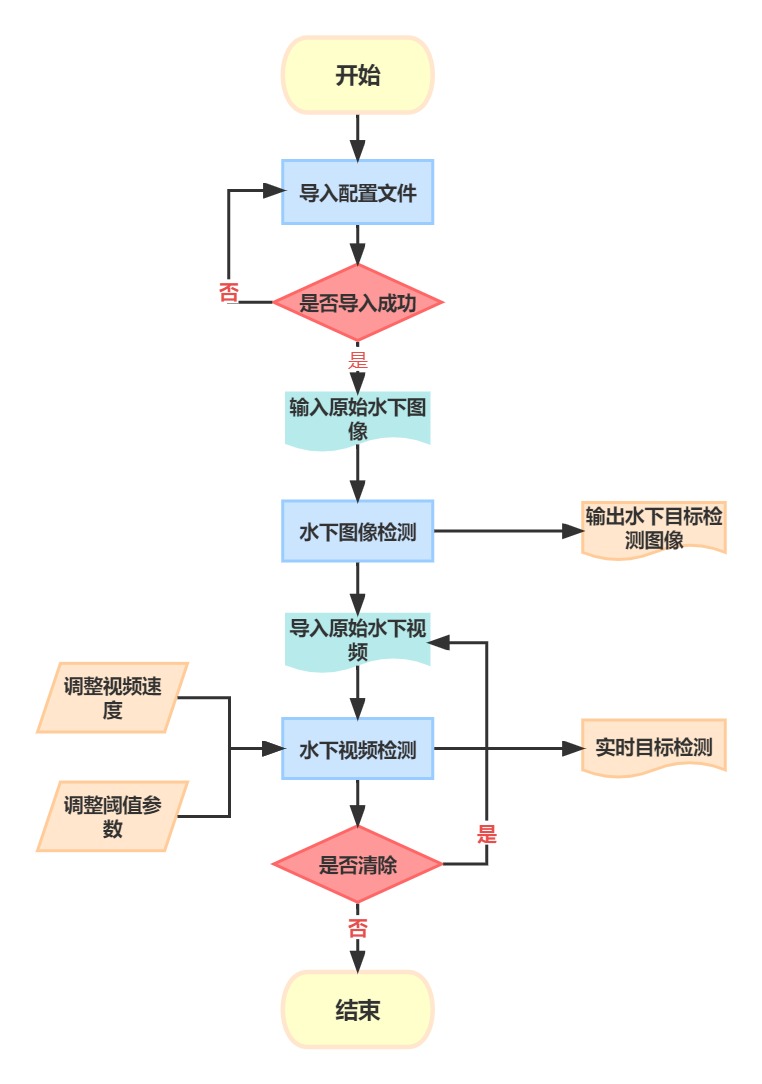 开始
导入配置文件
否
是否导入成功
是
输入原始水下图
像
水下图像检测
输出水下目标检
测图像
导入原始水下视
频
调整视频速
度
水下视频检测
实时目标检测
调整阈值参
数
是
是否清除
否
结束